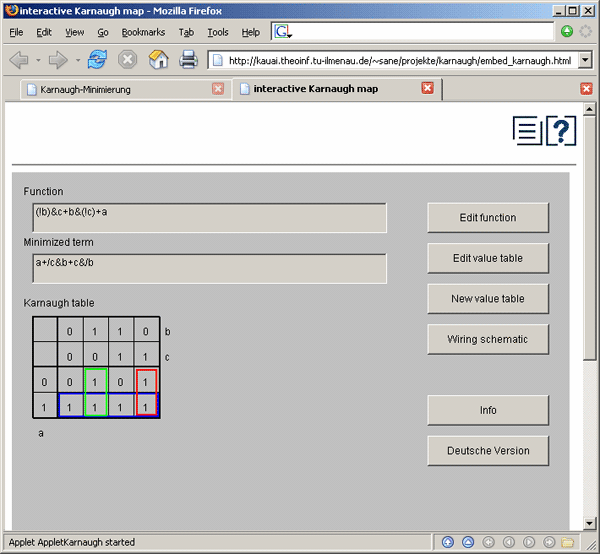 interactive Karnaugh map - Mozilla Firefox
File Edit View Go Bookmarks Tab Tools Help
http://kauai.theoinf.tu-ilmenau.de/~sane/projekte/karnaugh/embed_karnaugh.html
Karnaugh-Minimierung interactive Karnaugh map
Function
(!b)&c+b&(!c)+a
Edit function
Minimized term
a+/c&b+c&/b
Edit value table
New value table
Karnaugh table
Wiring schematic
0 1 1 0 b
0 0 1 1 c
0 0 1 0 1
1 1 1 1 1
a
Info
Deutsche Version
Applet AppletKarnaugh started